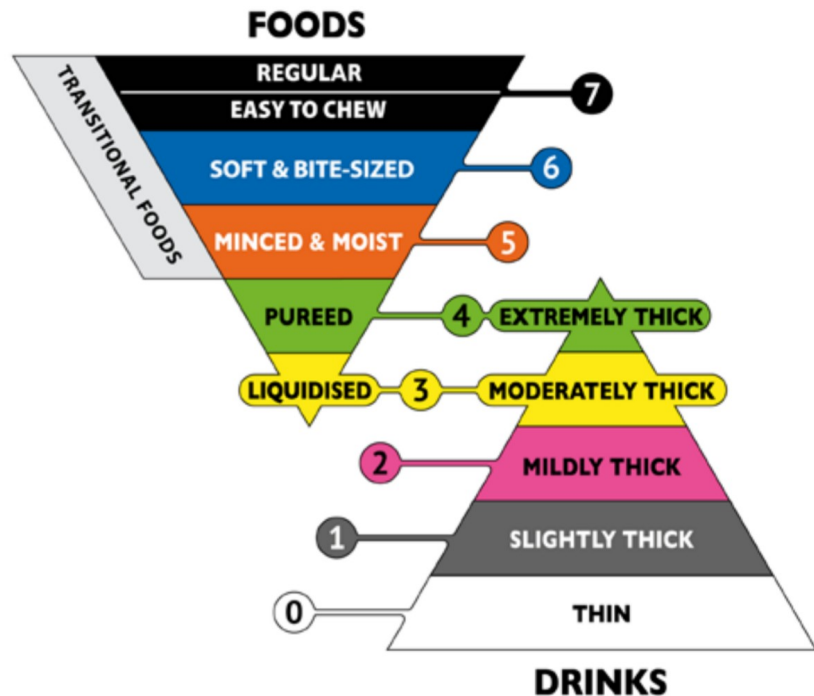 FOODS
REGULAR
EASY TO CHEW
7
TRANSITIONAL FOODS
SOFT & BITE-SIZED
6
MINCED & MOIST
5
PUREED
4
EXTREMELY THICK
LIQUIDISED
3
MODERATELY THICK
2
MILDLY THICK
1
SLIGHTLY THICK
0
THIN
DRINKS